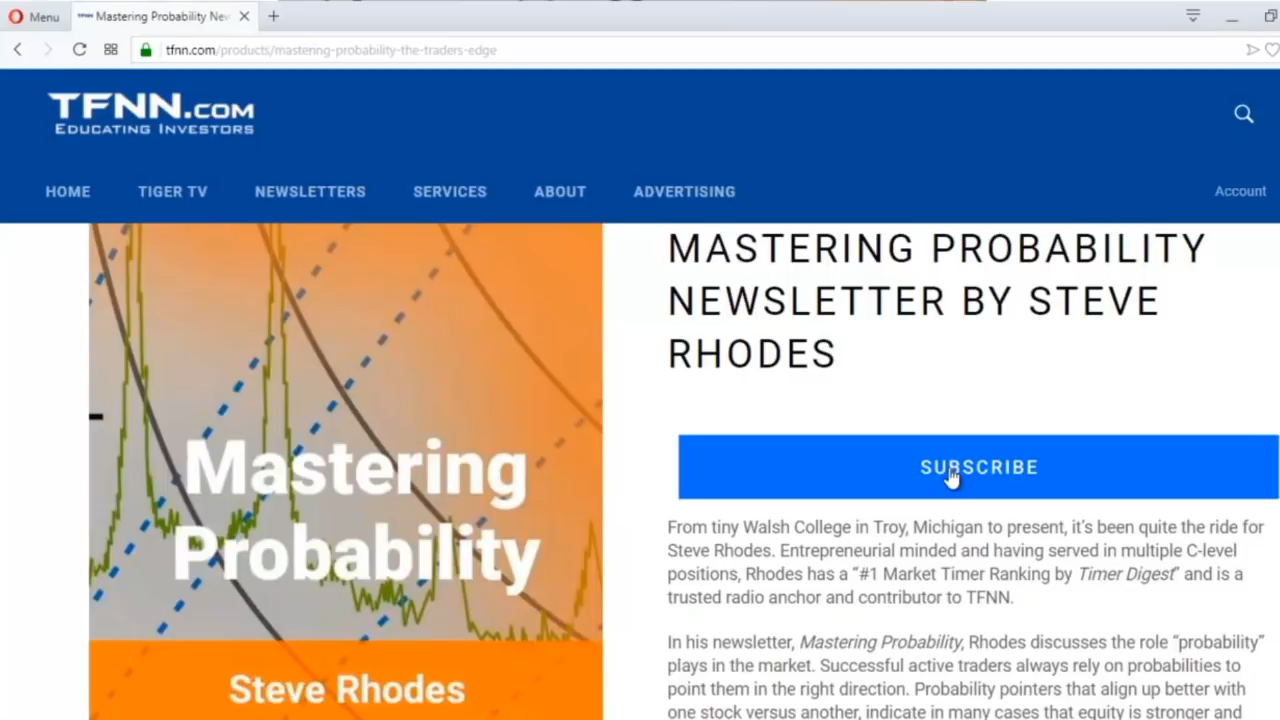 Menu
Mastering Probability New
tfnn.com/products/mastering-probability-the-traders-edge
TFNN.COM
EDUCATING INVESTORS
HOME TIGER TV NEWSLETTERS SERVICES ABOUT ADVERTISING Account
MASTERING PROBABILITY
NEWSLETTER BY STEVE
RHODES
Mastering
Probability
Steve Rhodes
SUBSCRIBE
From tiny Walsh College in Troy, Michigan to present, it's been quite the ride for
Steve Rhodes. Entrepreneurial minded and having served in multiple C-level
positions, Rhodes has a “#1 Market Timer Ranking by Timer Digest” and is a
trusted radio anchor and contributor to TFNN.
In his newsletter, Mastering Probability, Rhodes discusses the role “probability”
plays in the market. Successful active traders always rely on probabilities to
point them in the right direction. Probability pointers that align up better with
one stock versus another, indicate in many cases that equity is stronger and